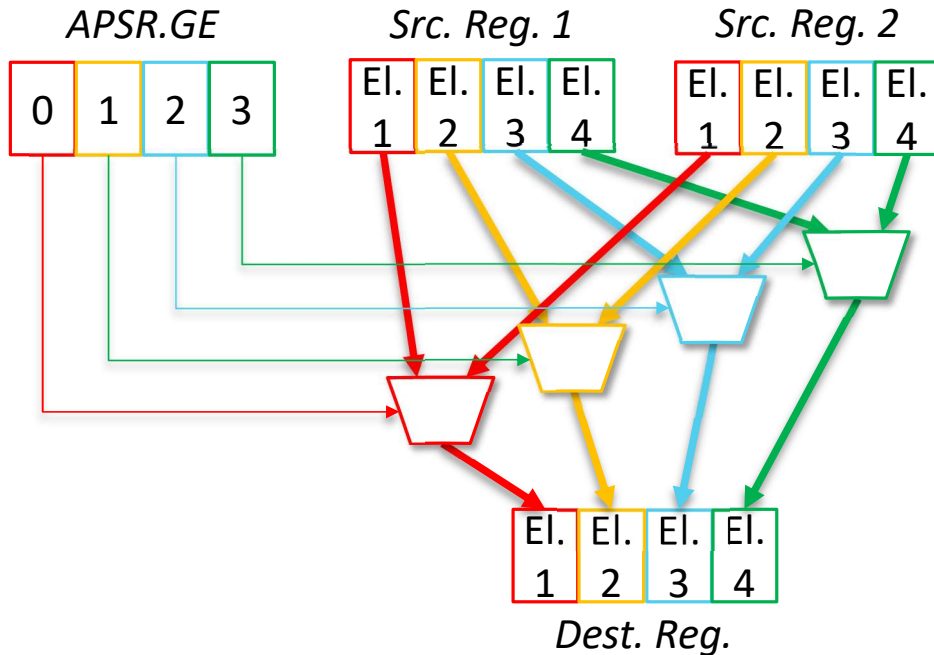 APSR.GE
Src. Reg. 1
Src. Reg. 2
0 1 2 3
El. El. El. El.
1 2 3 4
El. El. El. El.
1 2 3 4
El. El. El. El.
1 2 3 4
Dest. Reg.